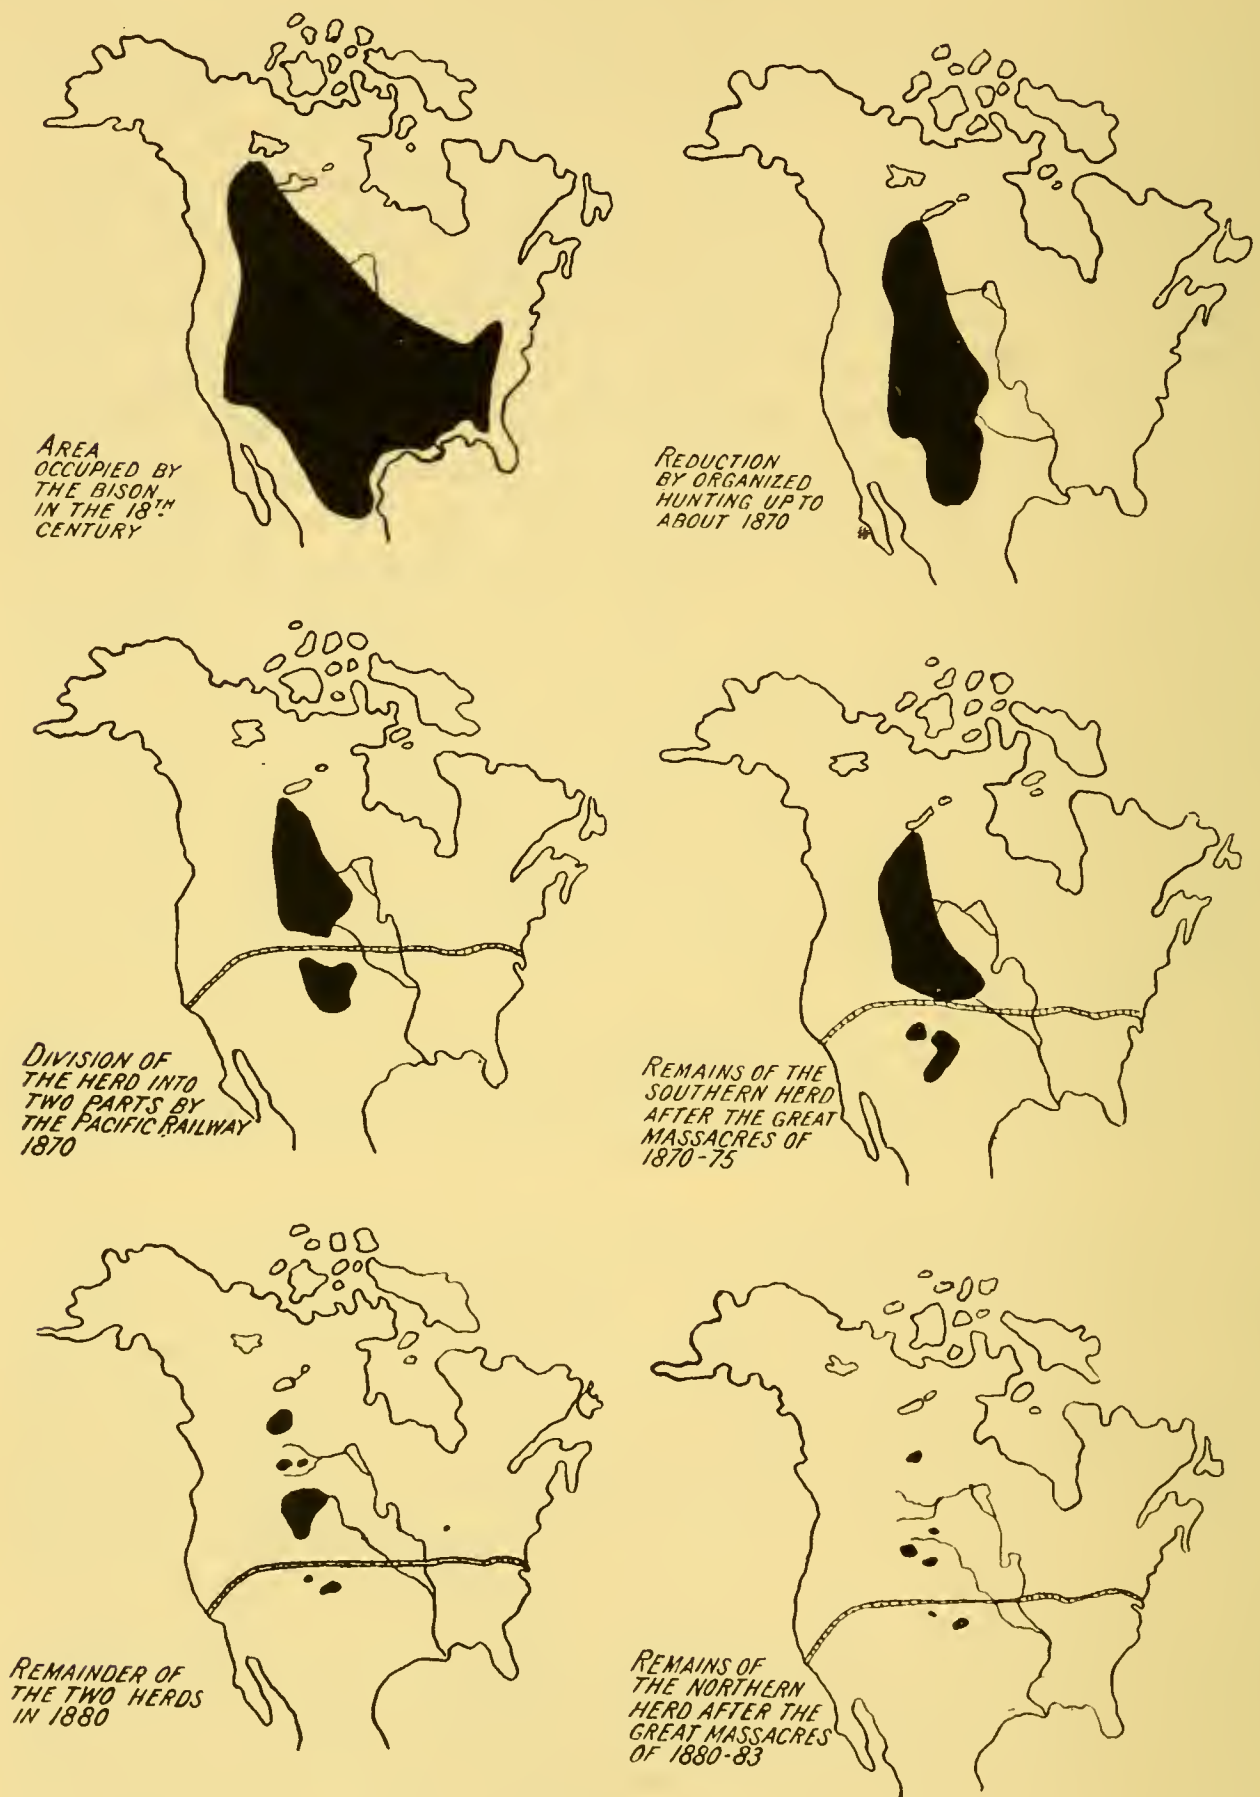 AREA
OCCUPIED BY
THE BISON
IN THE 18TH
CENTURY
REDUCTION
BY ORGANIZED
HUNTING UP TO
ABOUT 1870
DIVISION OF
THE HERD INTO
TWO PARTS BY
THE PACIFIC RAILWAY
1870
REMAINS OF THE
SOUTHERN HERD
AFTER THE GREAT
MASSACRES OF
1870-75
REMAINDER OF
THE TWO HERDS
IN 1880
REMAINS OF
THE NORTHERN
HERD AFTER THE
GREAT MASSACRES
OF 1880-83